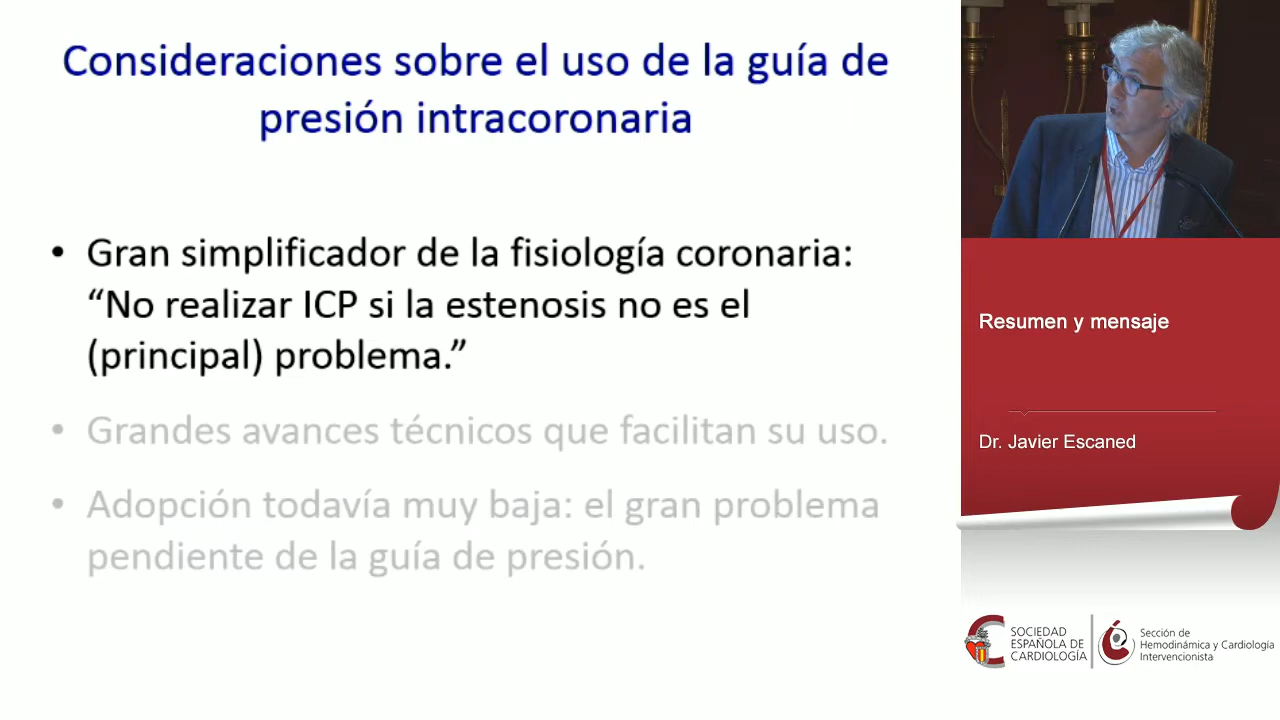 Consideraciones sobre el uso de la guía de
presión intracoronaria
• Gran simplificador de la fisiología coronaria:
“No realizar ICP si la estenosis no es el
(principal) problema.”
• Grandes avances técnicos que facilitan su uso.
• Adopción todavía muy baja: el gran problema
pendiente de la guía de presión.
Resumen y mensaje
Dr. Javier Escaned
SOCIEDAD
ESPAÑOLA DE
CARDIOLOGÍA
Sección de
Hemodinámica y Cardiología
Intervencionista